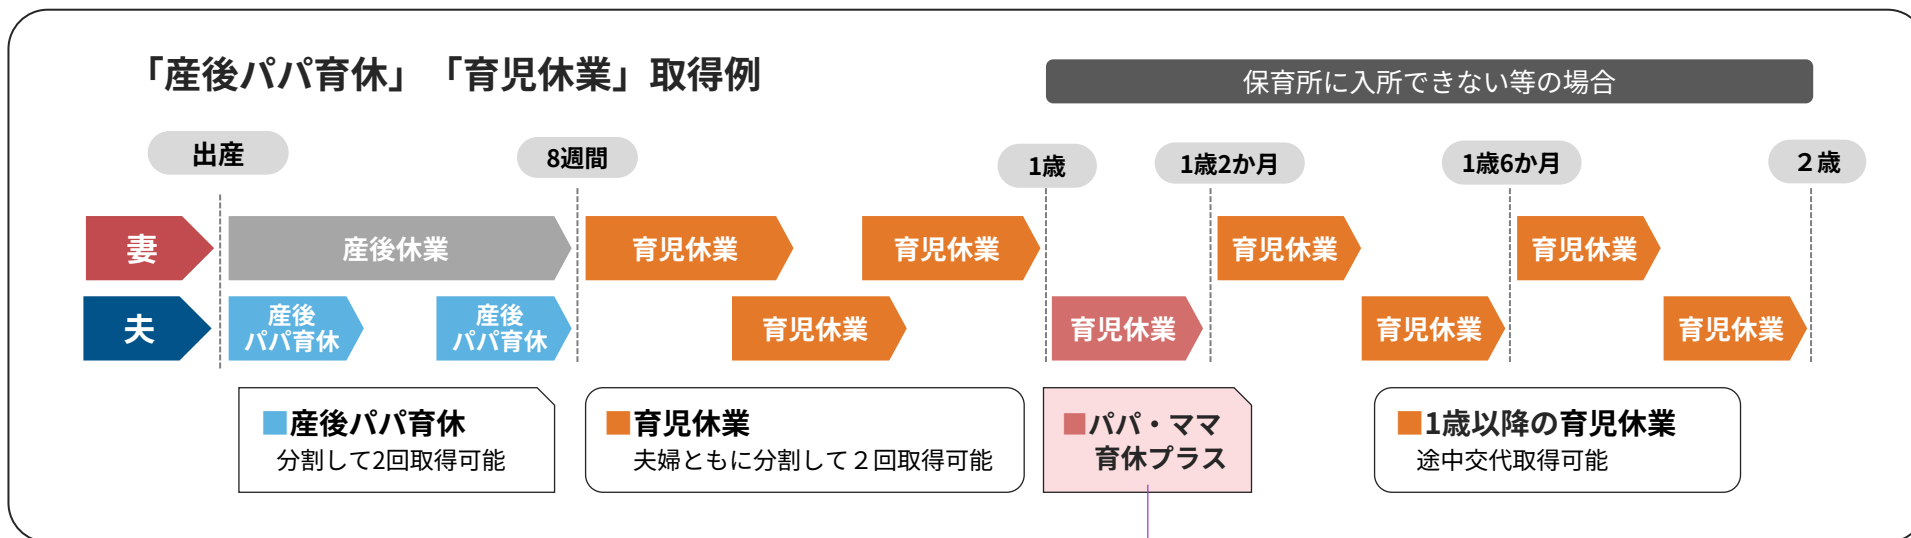 「産後パパ育休」「育児休業」取得例
保育所に入所できない等の場合
出産
8週間
1歳
1歳2か月
1歳6か月
２歳
妻
産後休業
育児休業
育児休業
育児休業
育児休業
夫
産後
パパ育休
産後
パパ育休
育児休業
育児休業
育児休業
育児休業
■産後パパ育休
分割して2回取得可能
■育児休業
夫婦ともに分割して２回取得可能
■パパ・ママ
育休プラス
■1歳以降の育児休業
途中交代取得可能